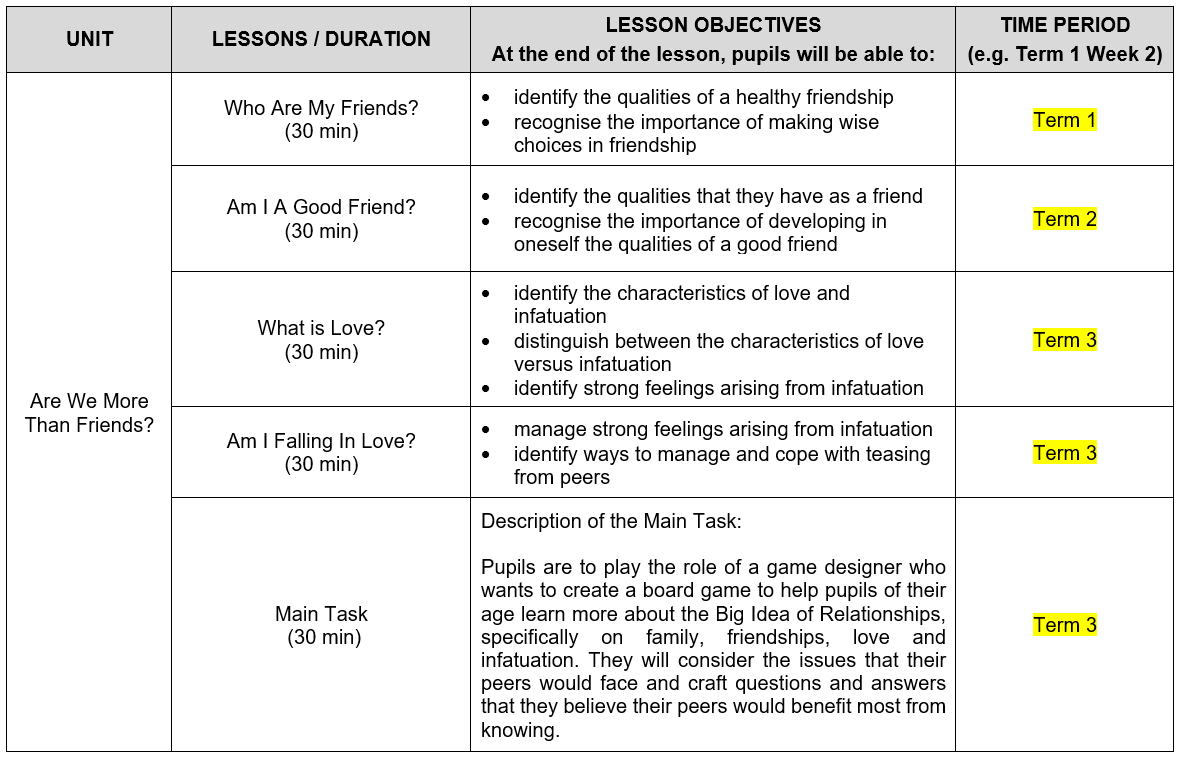 UNIT
LESSONS / DURATION
LESSON OBJECTIVES
At the end of the lesson, pupils will be able to:
TIME PERIOD
(e.g. Term 1 Week 2)
Are We More
Than Friends?
Who Are My Friends?
(30 min)
• identify the qualities of a healthy friendship
• recognise the importance of making wise
choices in friendship
Term 1
Am I A Good Friend?
(30 min)
• identify the qualities that they have as a friend
• recognise the importance of developing in
oneself the qualities of a good friend
Term 2
What is Love?
(30 min)
• identify the characteristics of love and
infatuation
• distinguish between the characteristics of love
versus infatuation
• identify strong feelings arising from infatuation
Term 3
Am I Falling In Love?
(30 min)
• manage strong feelings arising from infatuation
• identify ways to manage and cope with teasing
from peers
Term 3
Main Task
(30 min)
Description of the Main Task:
Pupils are to play the role of a game designer who
wants to create a board game to help pupils of their
age learn more about the Big Idea of Relationships,
specifically on family, friendships, love and
infatuation. They will consider the issues that their
peers would face and craft questions and answers
that they believe their peers would benefit most from
knowing.
Term 3